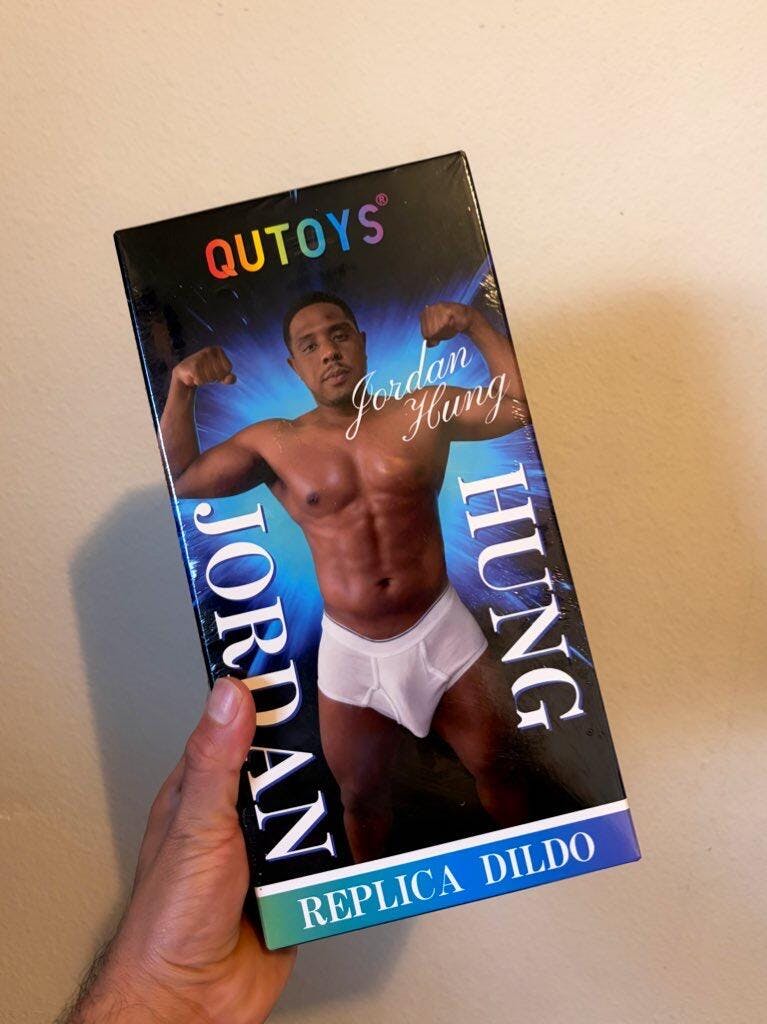 QUTOYS®
Jordan
Hung
JORDAN
HUNG
REPLICA DILDO